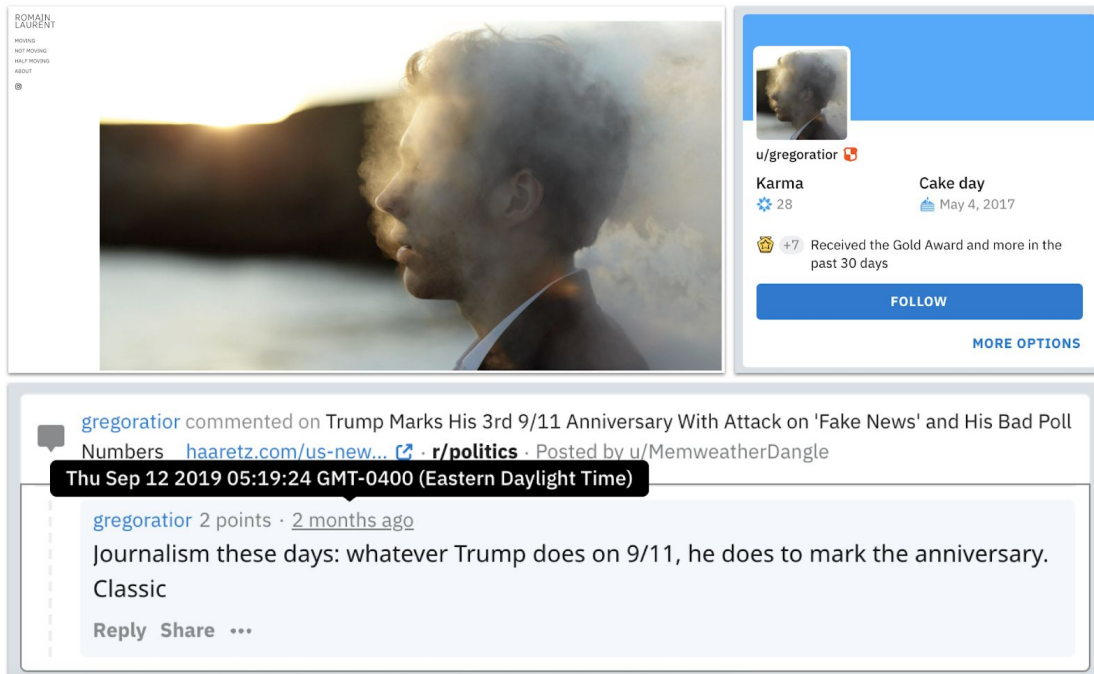 ROMAIN
LAURENT
MOVING
NOT MOVING
HALF MOVING
ABOUT
u/gregoratior
Karma
Cake day
28
May 4, 2017
+7 Received the Gold Award and more in the
past 30 days
FOLLOW
MORE OPTIONS
gregoratior commented on Trump Marks His 3rd 9/11 Anniversary With Attack on 'Fake News' and His Bad Poll
Numbers haaretz.com/us-new... · r/politics · Posted by u/MemweatherDangle
Thu Sep 12 2019 05:19:24 GMT-0400 (Eastern Daylight Time)
gregoratior 2 points · 2 months ago
Journalism these days: whatever Trump does on 9/11, he does to mark the anniversary.
Classic
Reply Share •••